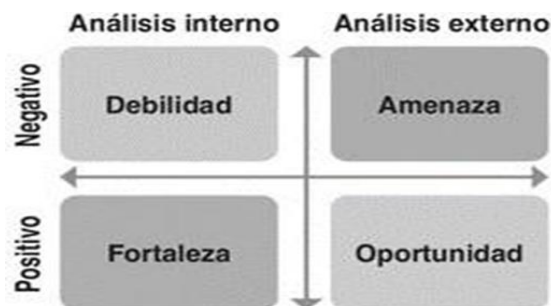 Análisis interno
Análisis externo
Negativo
Debilidad
Amenaza
Positivo
Fortaleza
Oportunidad